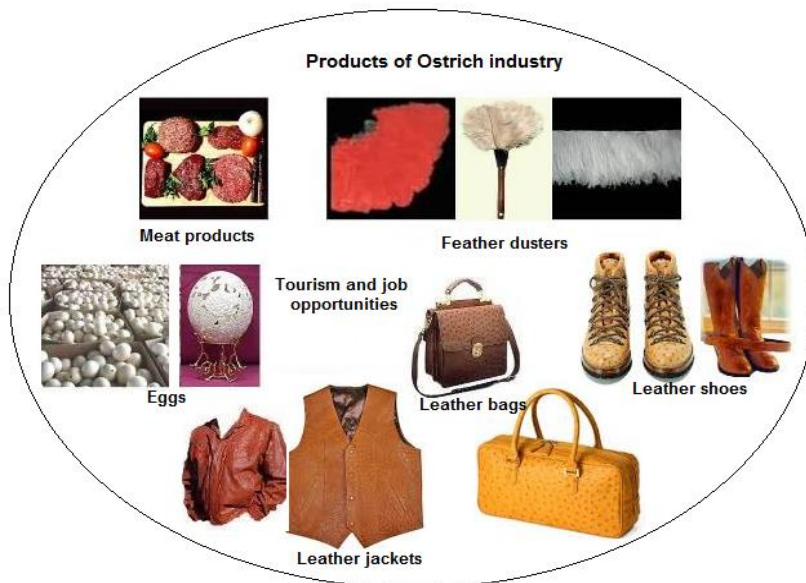 Products of Ostrich industry
Meat products
Feather dusters
Tourism and job
opportunities
Eggs
Leather bags
Leather shoes
Leather jackets